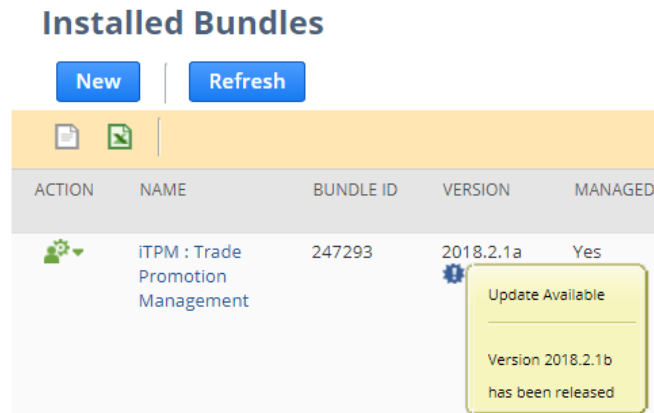 Installed Bundles
New Refresh
ACTION NAME BUNDLE ID VERSION MANAGED
iTPM : Trade 247293 2018.2.1a Yes
Promotion
Management
Update Available
Version 2018.2.1b
has been released